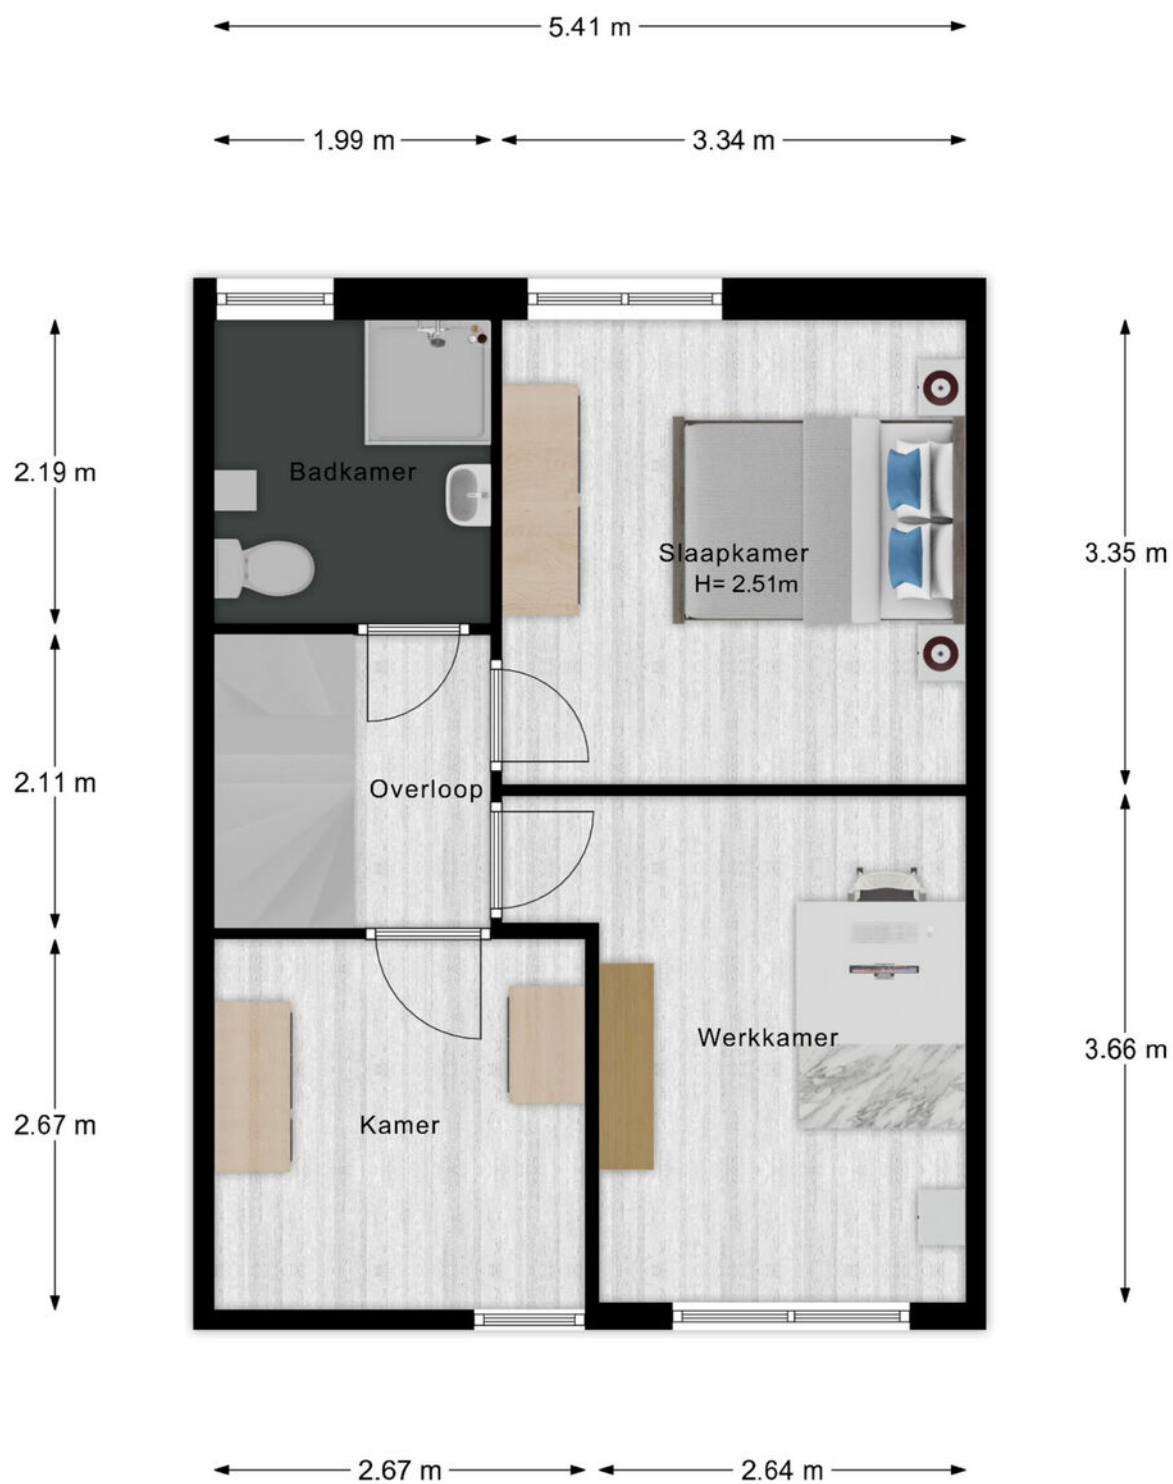 5.41 m
1.99 m
3.34 m
2.19 m
Badkamer
Slaapkamer
H= 2.51m
3.35 m
2.11 m
Overloop
Werkkamer
3.66 m
2.67 m
Kamer
2.67 m
2.64 m